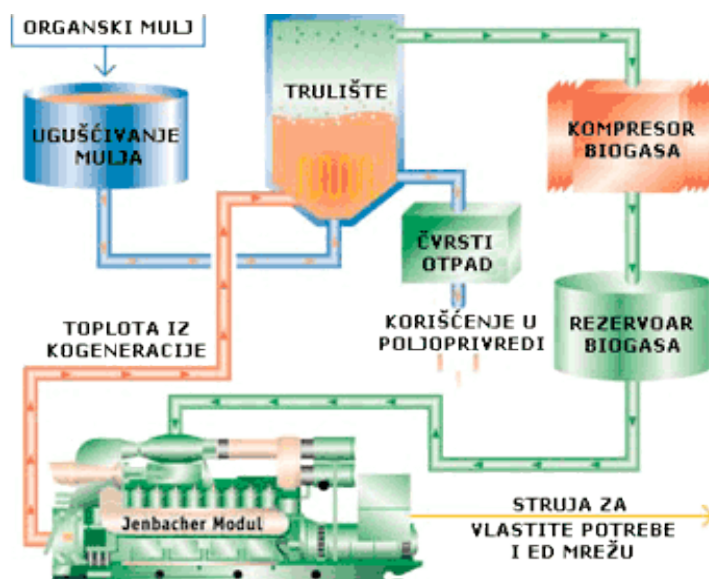 ORGANSKI MULJ
UGUŠĆIVANJE
MULJA
TRULIŠTE
KOMPRESOR
BIOGASA
ČVRSTI
OTPAD
TOPLOTA IZ
KOGENERACIJE
KORIŠĆENJE U
POLJOPRIVREDI
REZERVOAR
BIOGASA
Jenbacher Modul
STRUJA ZA
VLASTITE POTREBE
I ED MREŽU